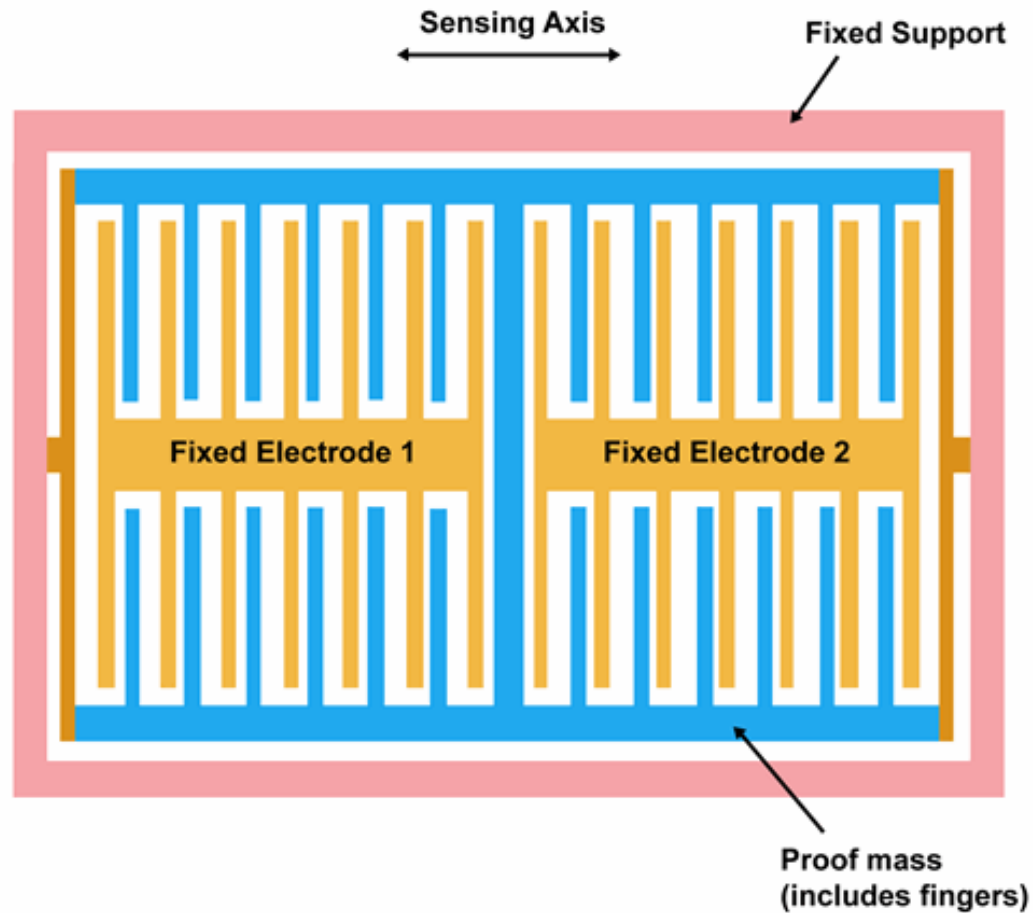 Sensing Axis
Fixed Support
Fixed Electrode 1
Fixed Electrode 2
Proof mass
(includes fingers)